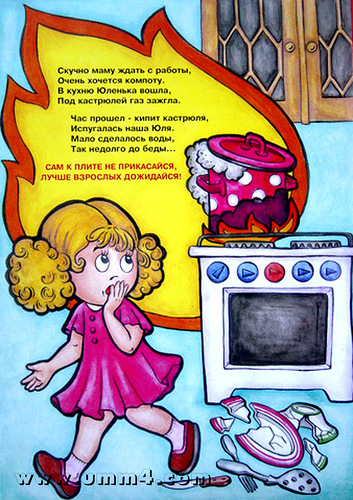 Скучно маму ждать с работы,
Очень хочется компоту.
В кухню Юленька вошла,
Под кастрюлей газ зажгла.
Час прошел - кипит кастрюля,
Испугалась наша Юля.
Мало сделалось воды,
Так недолго до беды...
САМ К ПЛИТЕ НЕ ПРИКАСАЙСЯ,
ЛУЧШЕ ВЗРОСЛЫХ ДОЖИДАЙСЯ!
www.umm4.com